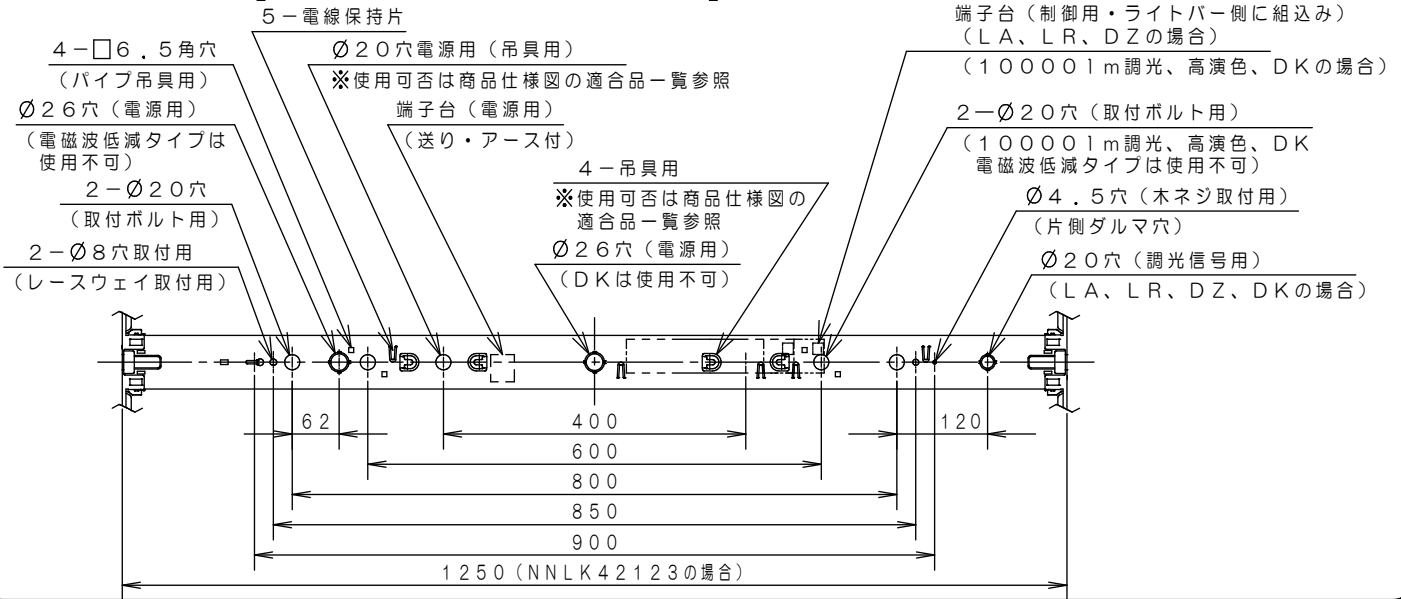 5－電線保持片
4－□6．5角穴
（パイプ吊具用）
Ø20穴電源用（吊具用）
※使用可否は商品仕様図の適合品一覧参照
端子台（制御用・ライトバー側に組込み）
（LA、LR、DZの場合）
（10000lm調光、高演色、DKの場合）
Ø26穴（電源用）
（電磁波低減タイプは
使用不可）
端子台（電源用）
（送り・アース付）
2－Ø20穴（取付ボルト用）
（10000lm調光、高演色、DK
電磁波低減タイプは使用不可）
2－Ø20穴
（取付ボルト用）
4－吊具用
※使用可否は商品仕様図の
適合品一覧参照
Ø4．5穴（木ネジ取付用）
（片側ダルマ穴）
2－Ø8穴取付用
（レースウェイ取付用）
Ø26穴（電源用）
（DKは使用不可）
Ø20穴（調光信号用）
（LA、LR、DZ、DKの場合）
62
400
120
600
800
850
900
1250（NNLK42123の場合）